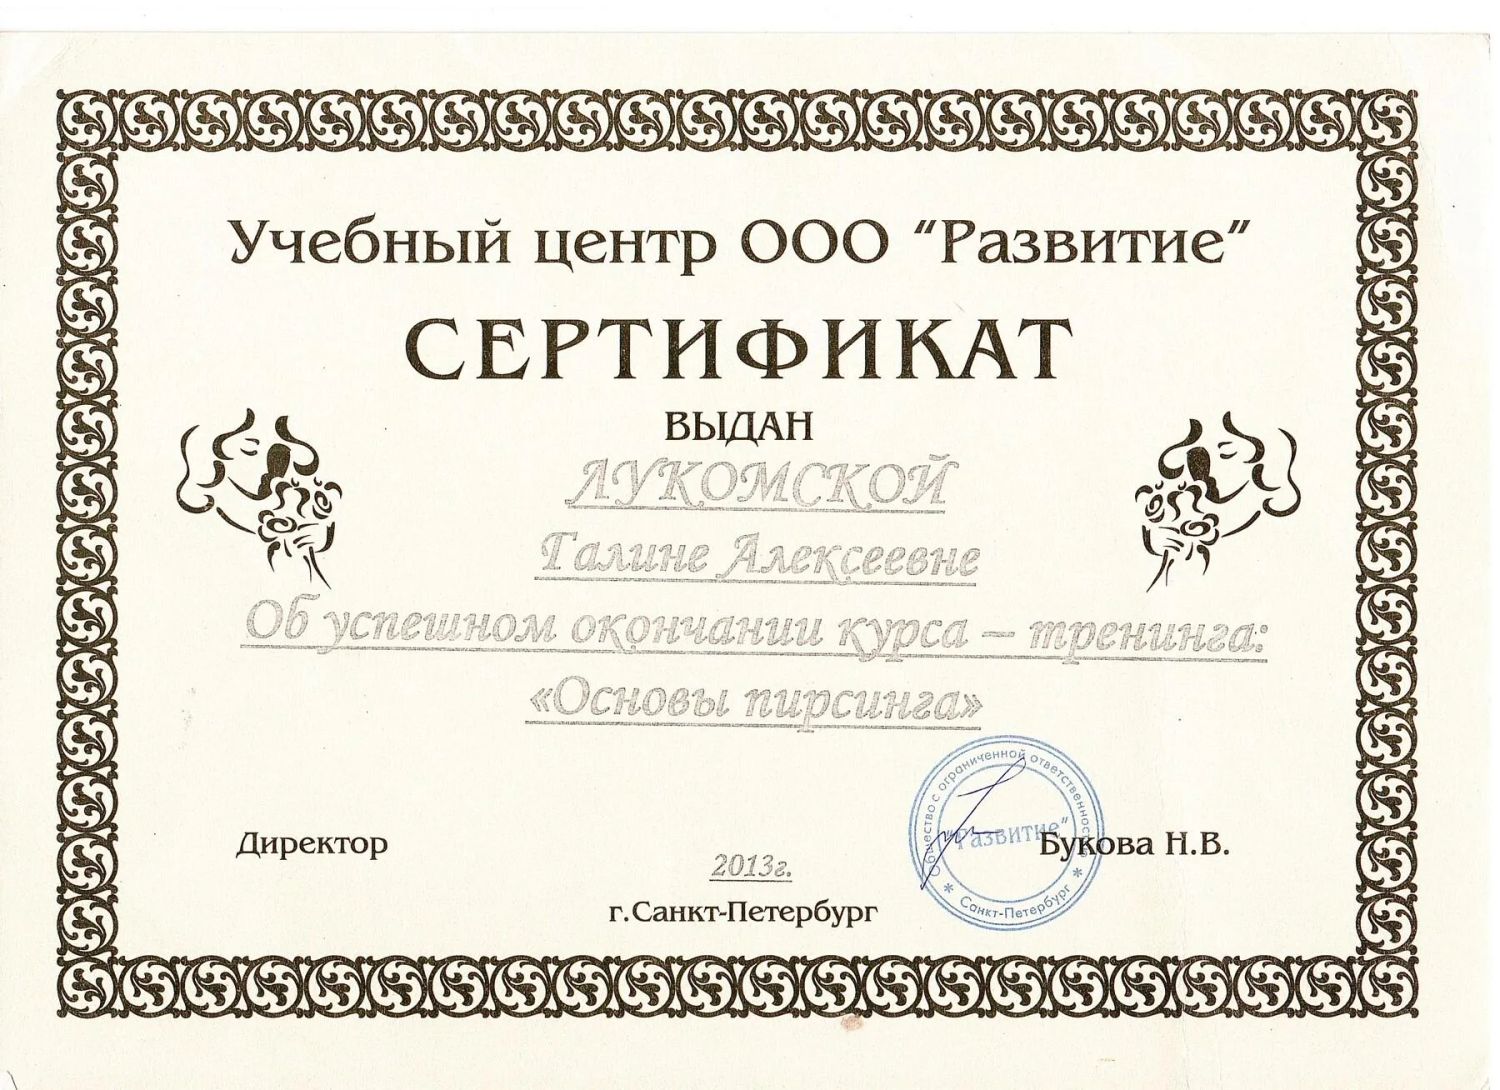 Учебный центр ООО "Развитие"
СЕРТИФИКАТ
ВЫДАН
ЛУКОМСКОЙ
Галине Алексеевне
Об успешном окончании курса – тренинга:
«Основы пирсинга»
Директор
2013г.
г.Санкт-Петербург
Общество с ограниченной ответственностью
"Развитие"
* Санкт-Петербург *
Букова Н.В.